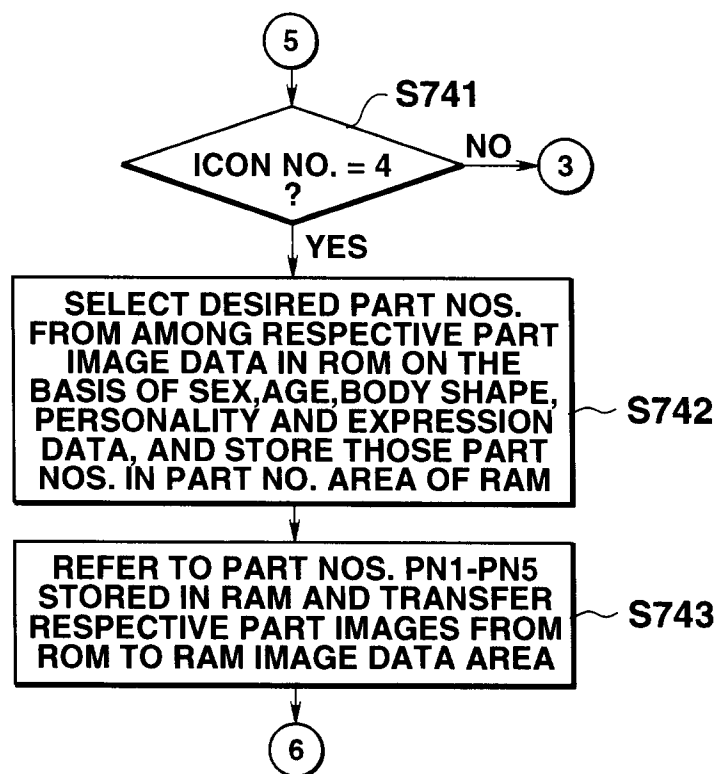 5
S741
ICON NO. = 4
?
NO
3
YES
SELECT DESIRED PART NOS.
FROM AMONG RESPECTIVE PART
IMAGE DATA IN ROM ON THE
BASIS OF SEX,AGE,BODY SHAPE,
PERSONALITY AND EXPRESSION
DATA, AND STORE THOSE PART
NOS. IN PART NO. AREA OF RAM
S742
REFER TO PART NOS. PN1-PN5
STORED IN RAM AND TRANSFER
RESPECTIVE PART IMAGES FROM
ROM TO RAM IMAGE DATA AREA
S743
6